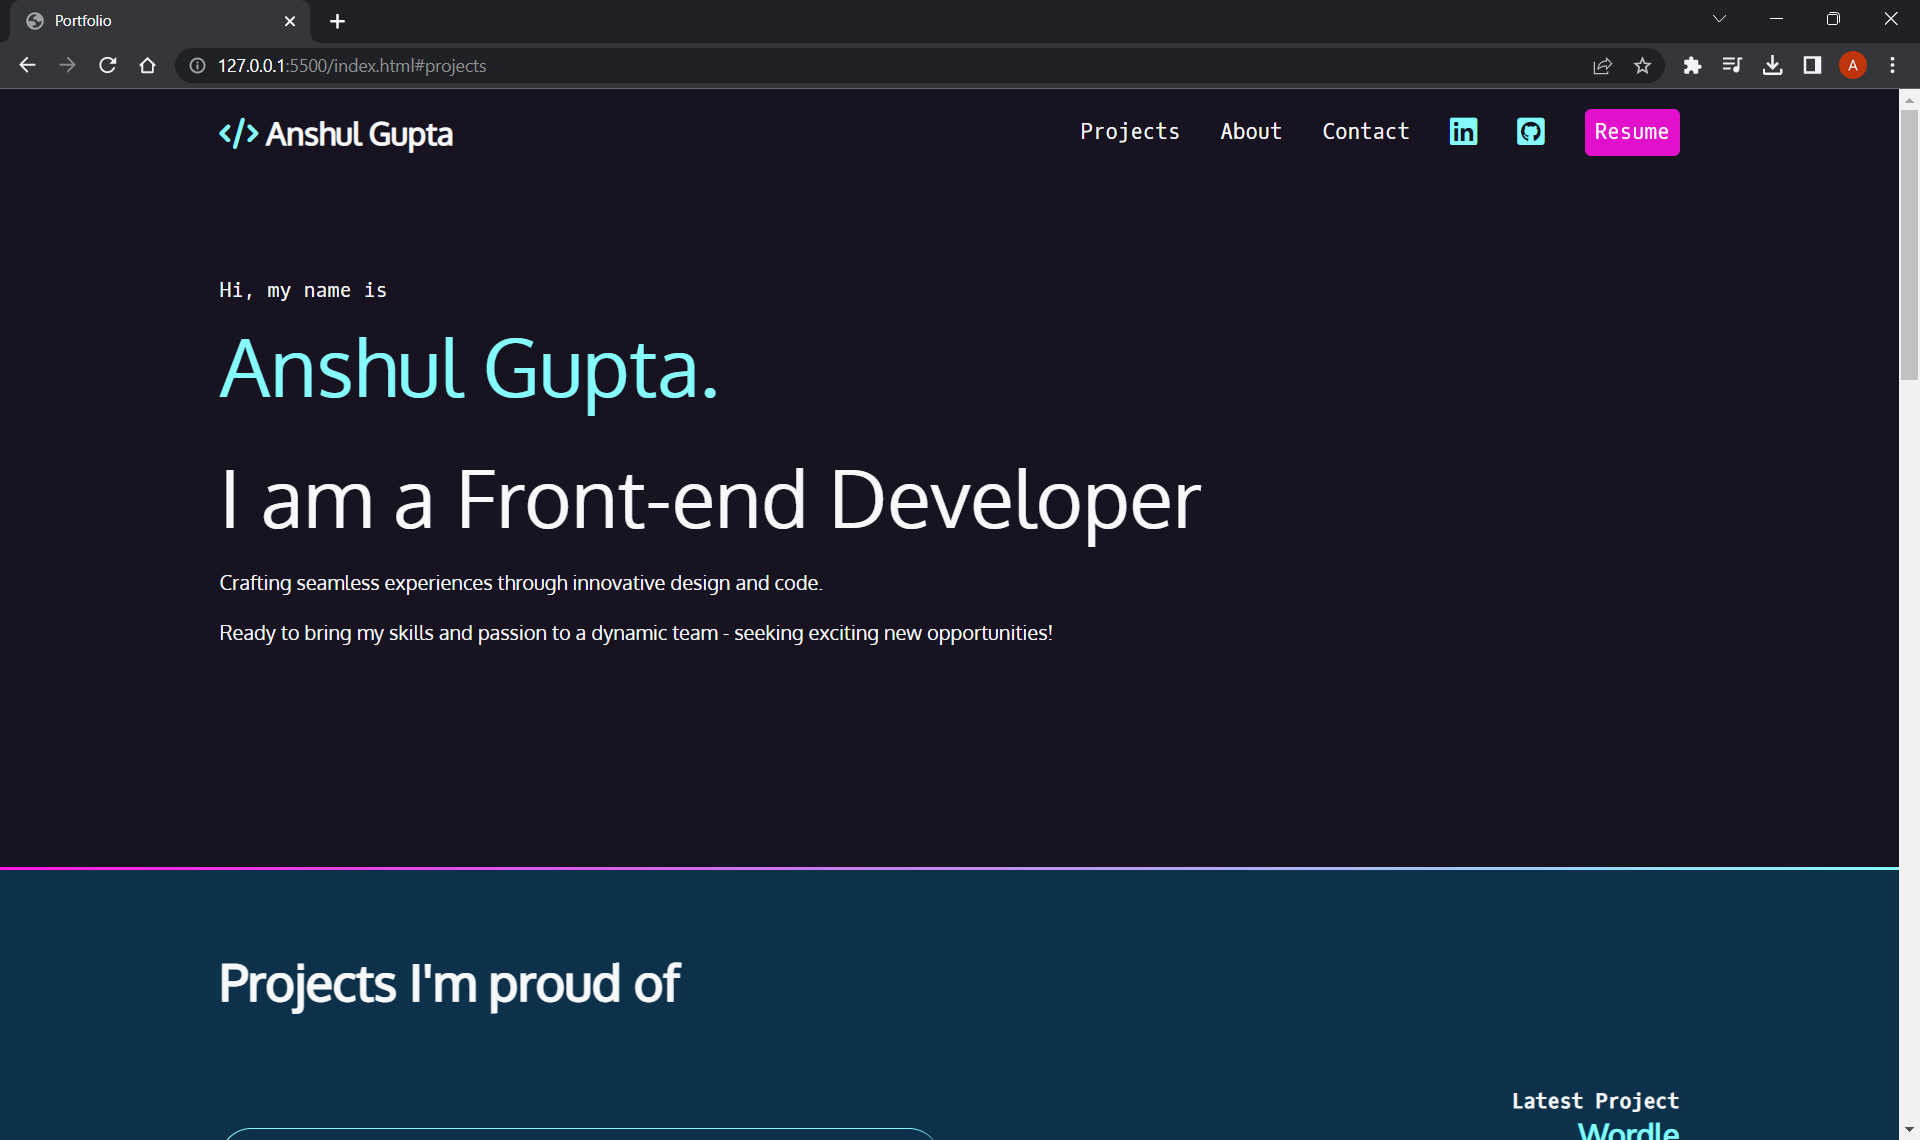 Portfolio
127.0.0.1:5500/index.html#projects
A
</> Anshul Gupta
Projects About Contact in Resume
Hi, my name is
Anshul Gupta.
I am a Front-end Developer
Crafting seamless experiences through innovative design and code.
Ready to bring my skills and passion to a dynamic team - seeking exciting new opportunities!
Projects I'm proud of
Latest Project
Wordle